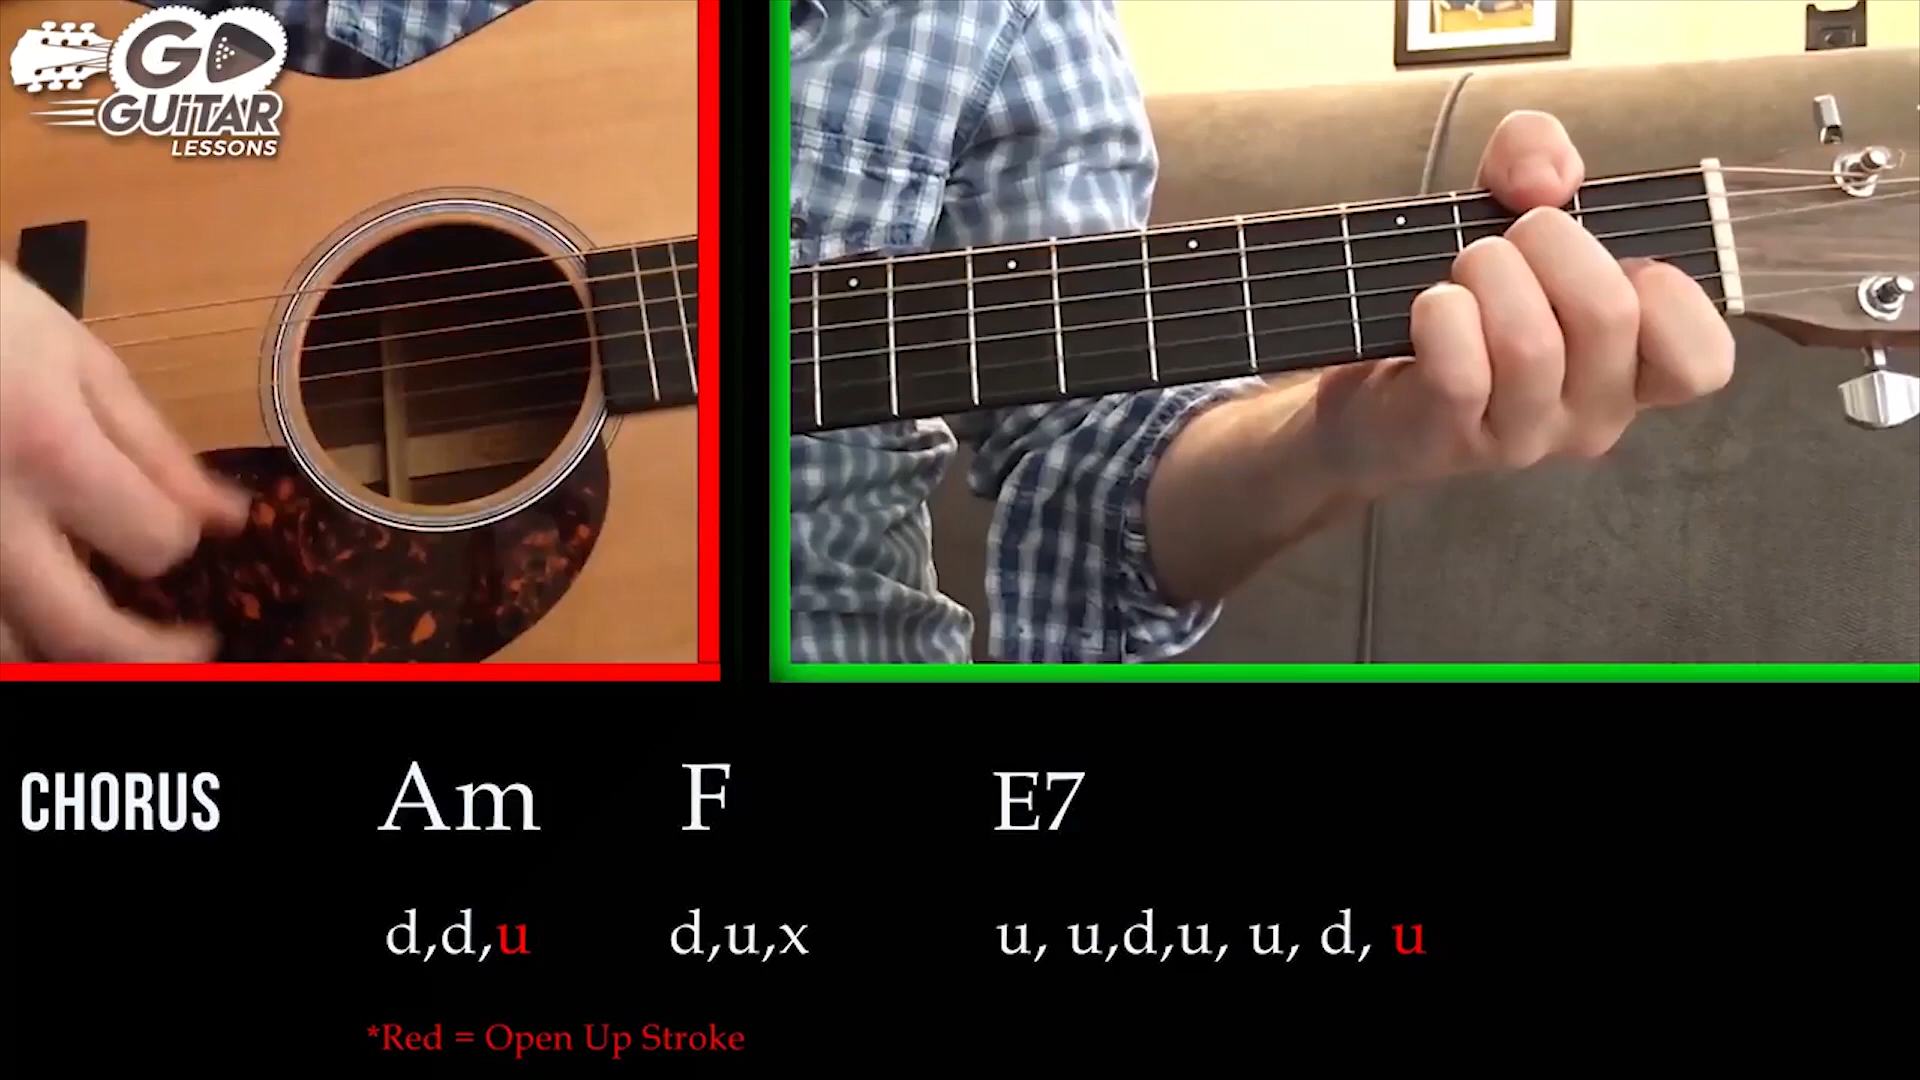 GO
GUiTAR
LESSONS
CHORUS Am F E7
d,d,u d,u,x u, u,d,u, u, d, u
*Red = Open Up Stroke